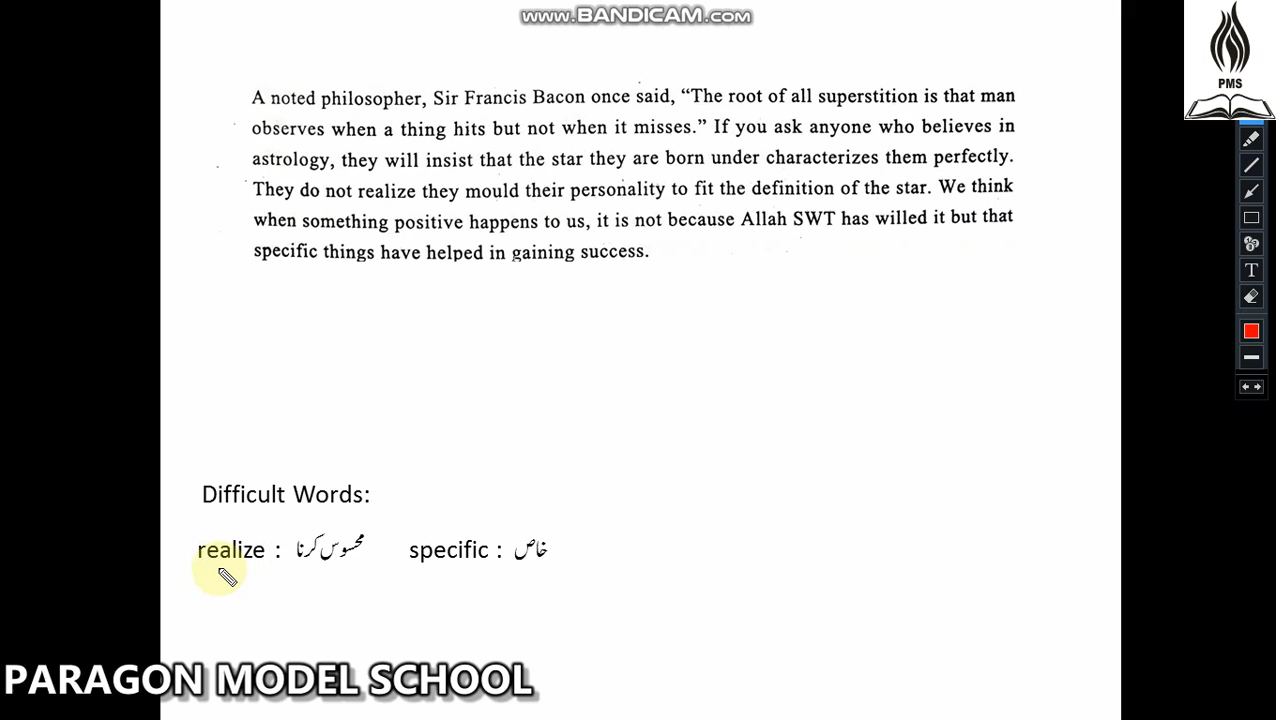 www.BANDICAM.com
PMS
A noted philosopher, Sir Francis Bacon once said, “The root of all superstition is that man
observes when a thing hits but not when it misses.” If you ask anyone who believes in
astrology, they will insist that the star they are born under characterizes them perfectly.
They do not realize they mould their personality to fit the definition of the star. We think
when something positive happens to us, it is not because Allah SWT has willed it but that
specific things have helped in gaining success.
Difficult Words:
realize : محسوس کرنا specific : خاص
PARAGON MODEL SCHOOL